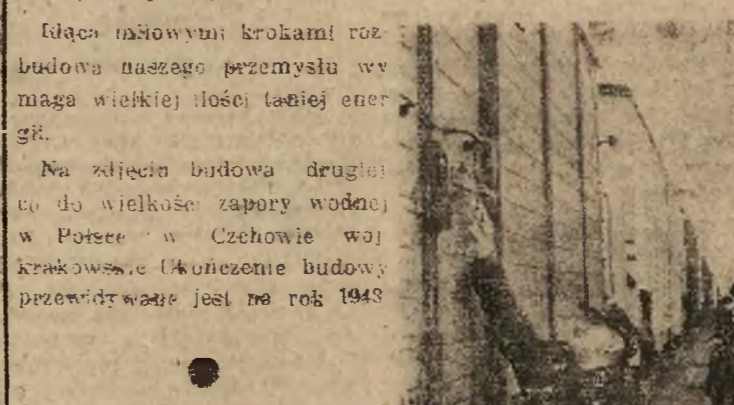 Idąca milowymi krokami roz-
budowa naszego przemysłu wy
maga wielkiej ilości taniej ener
gii.
Na zdjęciu budowa drugiej
co do wielkości zapory wodnej
w Polsce w Czchowie woj
krakowskie Ukończenie budowy
przewidywane jest na rok 1948